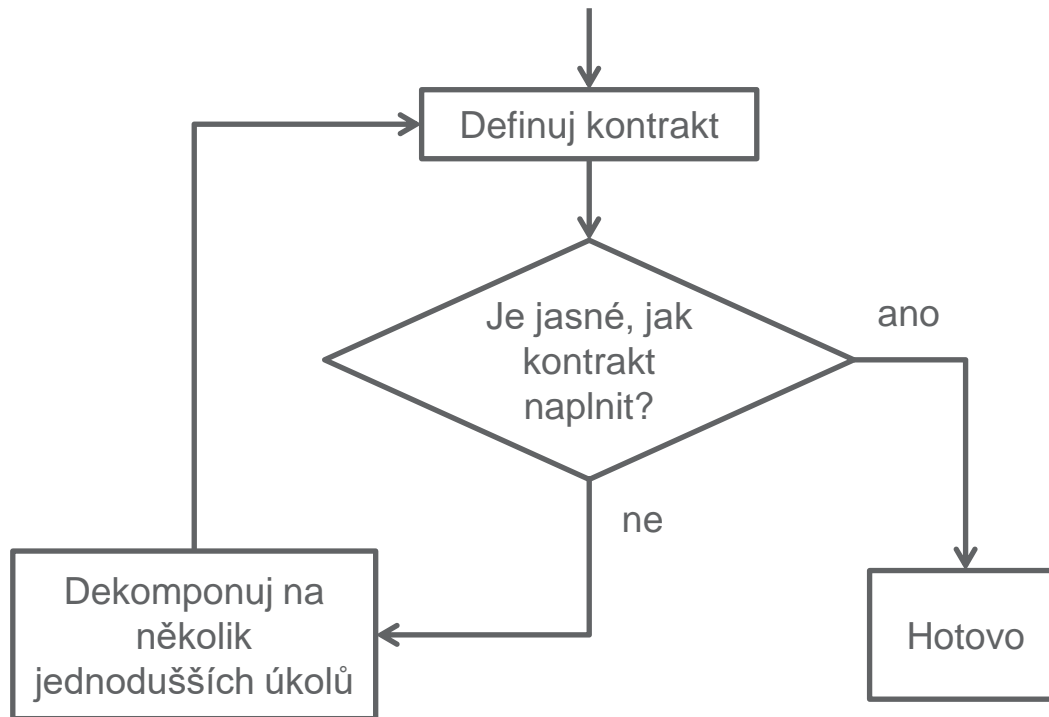 Definuj kontrakt
Je jasné, jak
kontrakt
naplnit?
ano
ne
Dekomponuj na
několik
jednodušších úkolů
Hotovo